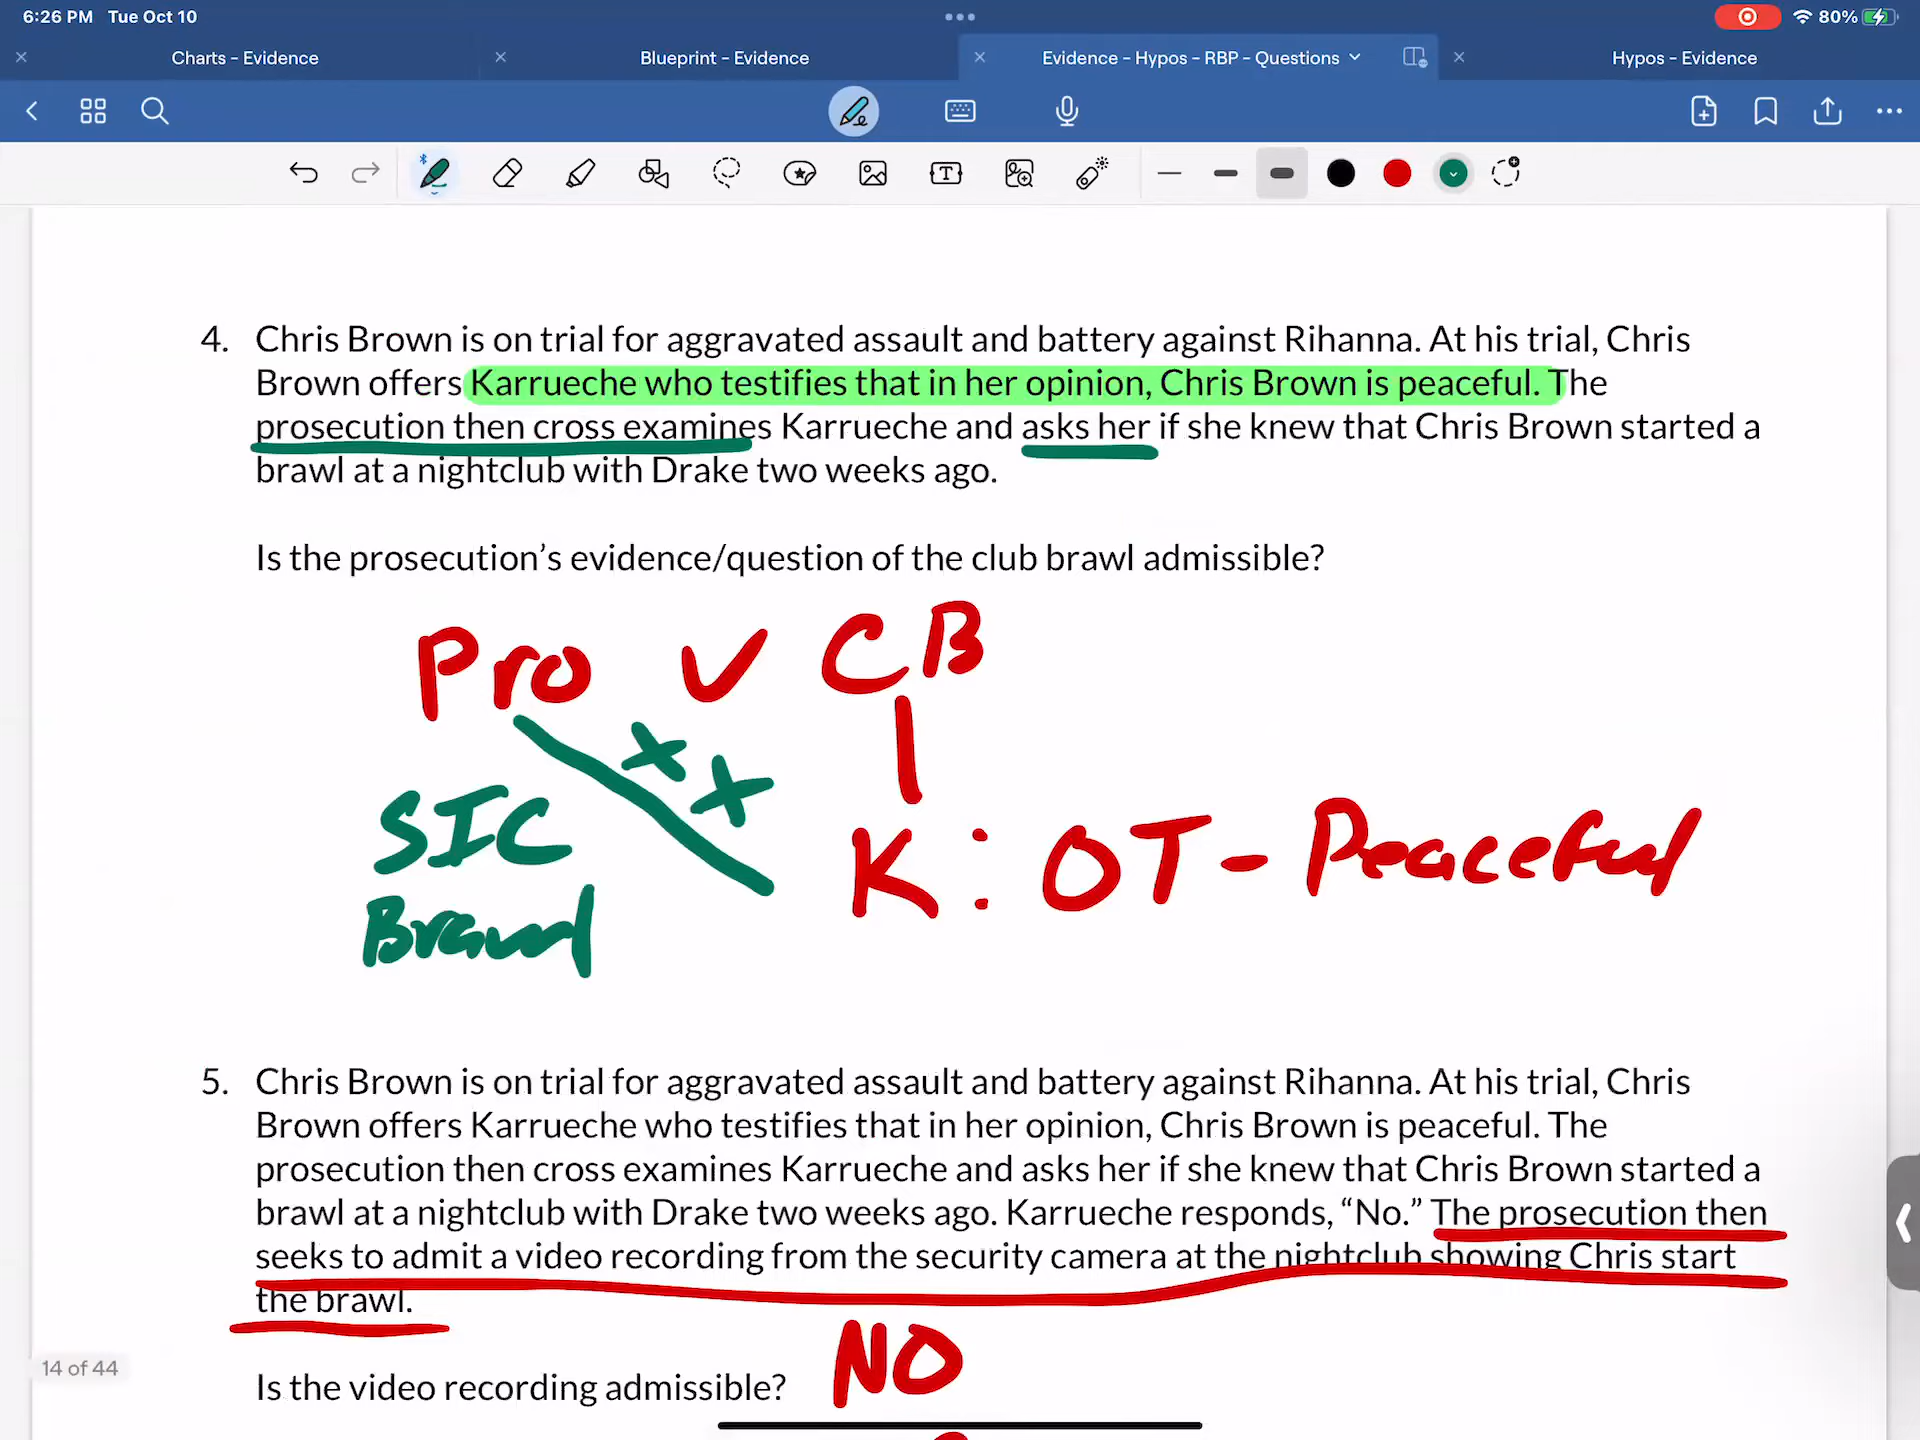 6:26 PM Tue Oct 10
80%
Charts - Evidence
Blueprint - Evidence
Evidence - Hypos - RBP - Questions
Hypos - Evidence
4. Chris Brown is on trial for aggravated assault and battery against Rihanna. At his trial, Chris
Brown offers Karrueche who testifies that in her opinion, Chris Brown is peaceful. The
prosecution then cross examines Karrueche and asks her if she knew that Chris Brown started a
brawl at a nightclub with Drake two weeks ago.
Is the prosecution’s evidence/question of the club brawl admissible?
Pro v CB
XX
SIC
Brawl
K: OT - Peaceful
5. Chris Brown is on trial for aggravated assault and battery against Rihanna. At his trial, Chris
Brown offers Karrueche who testifies that in her opinion, Chris Brown is peaceful. The
prosecution then cross examines Karrueche and asks her if she knew that Chris Brown started a
brawl at a nightclub with Drake two weeks ago. Karrueche responds, “No.” The prosecution then
seeks to admit a video recording from the security camera at the nightclub showing Chris start
the brawl.
14 of 44
Is the video recording admissible? NO